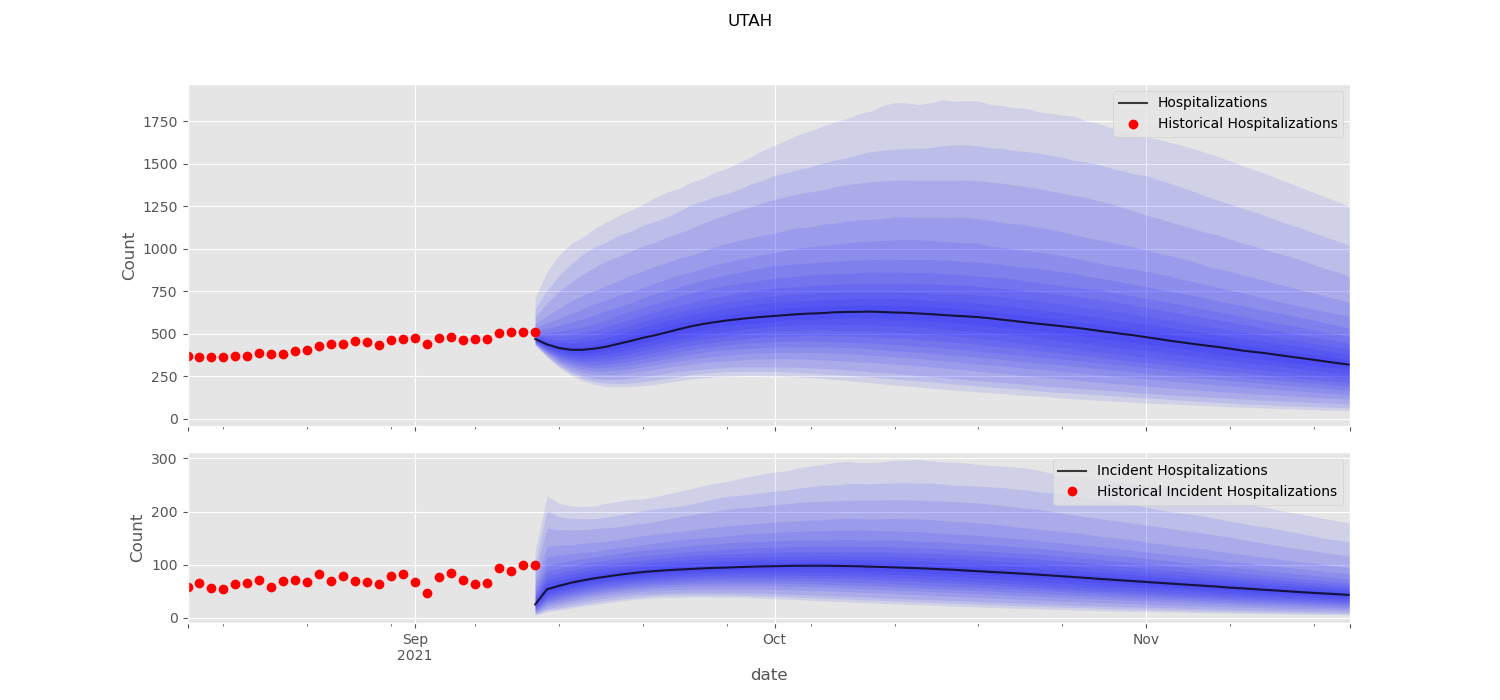 UTAH
Count
1750
1500
1250
1000
750
500
250
0
Hospitalizations
Historical Hospitalizations
Count
300
200
100
0
Incident Hospitalizations
Historical Incident Hospitalizations
Sep
2021
Oct
Nov
date